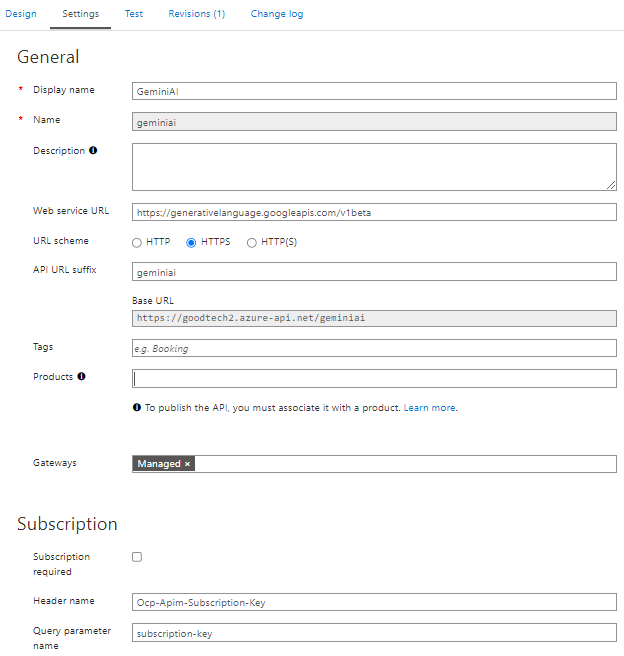 Design Settings Test Revisions (1) Change log
General
* Display name GeminiAI
* Name geminiai
Description
Web service URL https://generativelanguage.googleapis.com/v1beta
URL scheme HTTP HTTPS HTTP(S)
API URL suffix geminiai
Base URL
https://goodtech2.azure-api.net/geminiai
Tags e.g. Booking
Products
To publish the API, you must associate it with a product. Learn more.
Gateways Managed ×
Subscription
Subscription
required
Header name Ocp-Apim-Subscription-Key
Query parameter
name
subscription-key